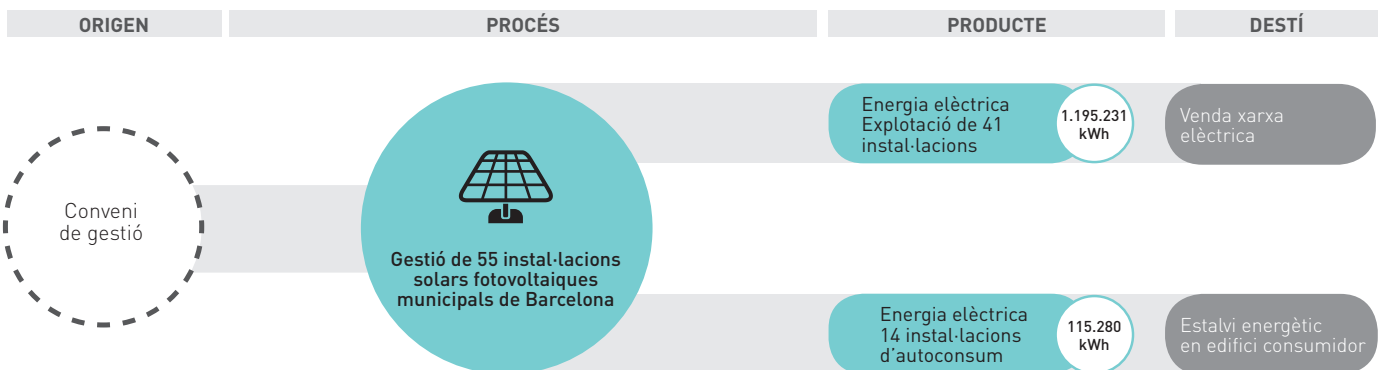 ORIGEN
PROCÉS
PRODUCTE
DESTÍ
Conveni
de gestió
Gestió de 55 instal·lacions
solars fotovoltaiques
municipals de Barcelona
Energia elèctrica
Explotació de 41
instal·lacions
1.195.231
kWh
Venda xarxa
elèctrica
Energia elèctrica
14 instal·lacions
d'autoconsum
115.280
kWh
Estalvi energètic
en edifici consumidor